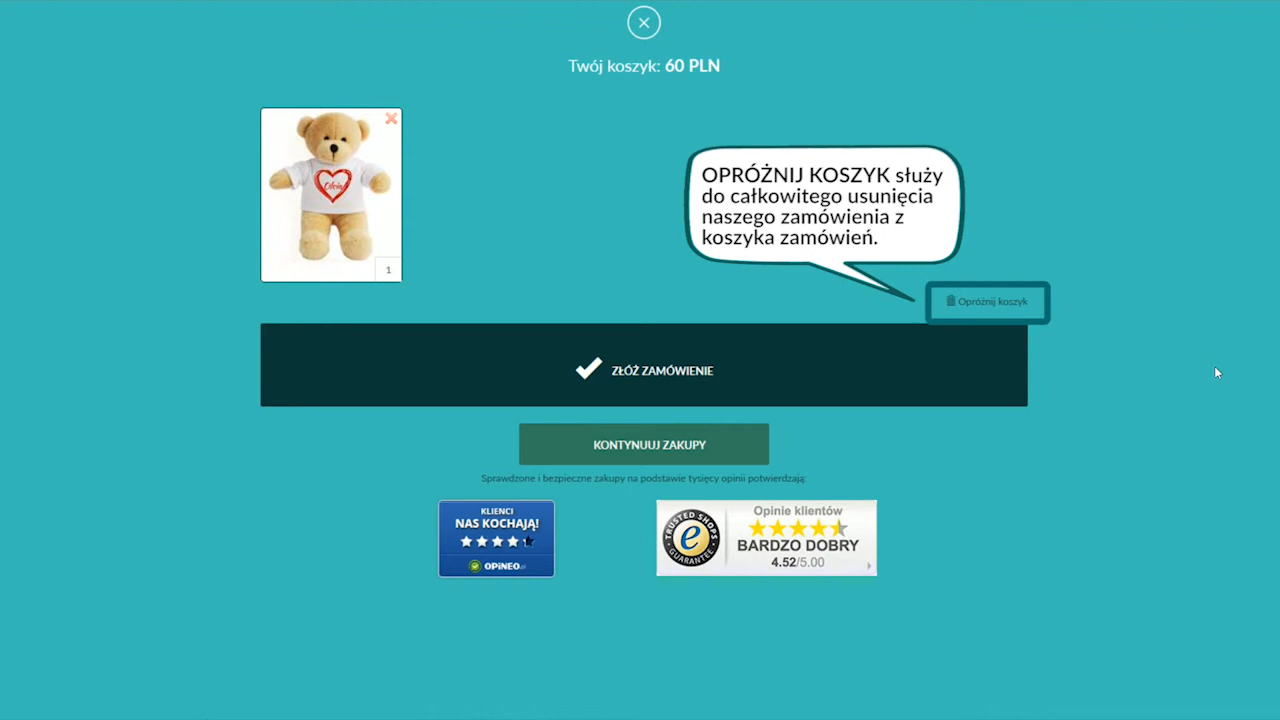 Twój koszyk: 60 PLN
OPRÓŻNIJ KOSZYK służy
do całkowitego usunięcia
naszego zamówienia z
koszyka zamówień.
1
Opróżnij koszyk
ZŁÓŻ ZAMÓWIENIE
KONTYNUUJ ZAKUPY
Sprawdzone i bezpieczne zakupy na podstawie tysięcy opinii potwierdzają:
KLIENCI
NAS KOCHAJĄ!
OPiNEO.pl
TRUSTED SHOPS
GUARANTEE
e
Opinie klientów
BARDZO DOBRY
4.52/5.00